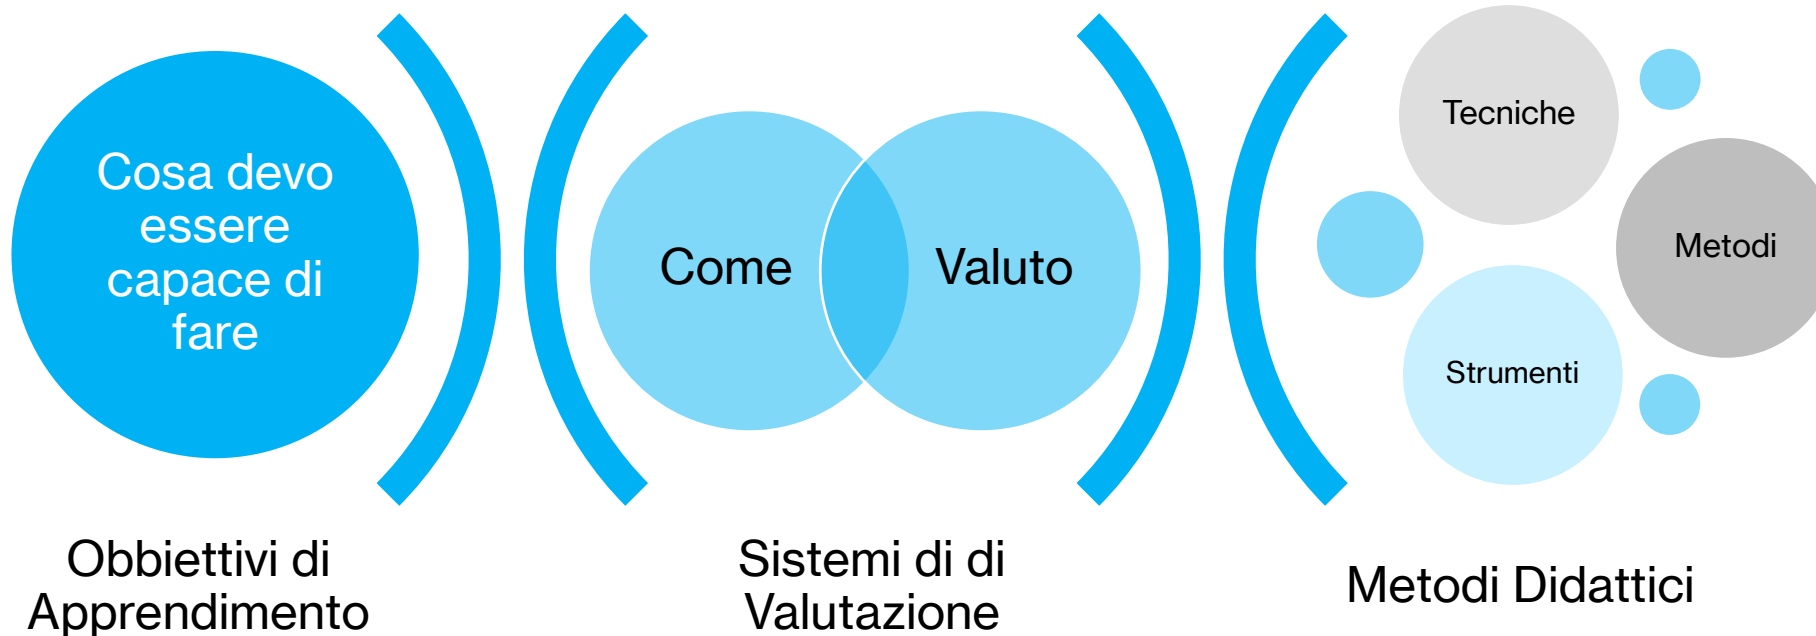 Cosa devo
essere
capace di
fare
Come
Valuto
Tecniche
Metodi
Strumenti
Obbiettivi di
Apprendimento
Sistemi di di
Valutazione
Metodi Didattici